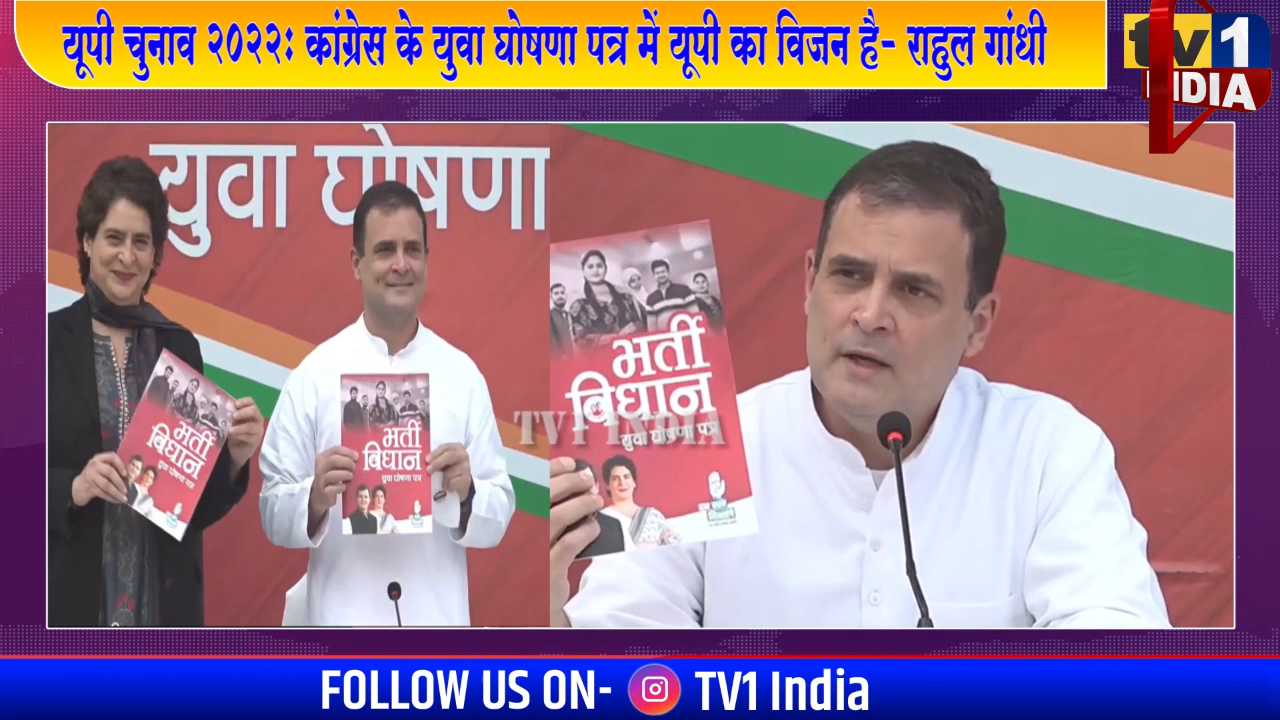 यूपी चुनाव २०२२: कांग्रेस के युवा घोषणा पत्र में यूपी का विजन है- राहुल गांधी
tv1
INDIA
युवा घोषणा
भर्ती
विधान
युवा घोषणा पत्र
भर्ती
विधान
युवा घोषणा पत्र
भर्ती
विधान
युवा घोषणा पत्र
TV1 INDIA
FOLLOW US ON- TV1 India